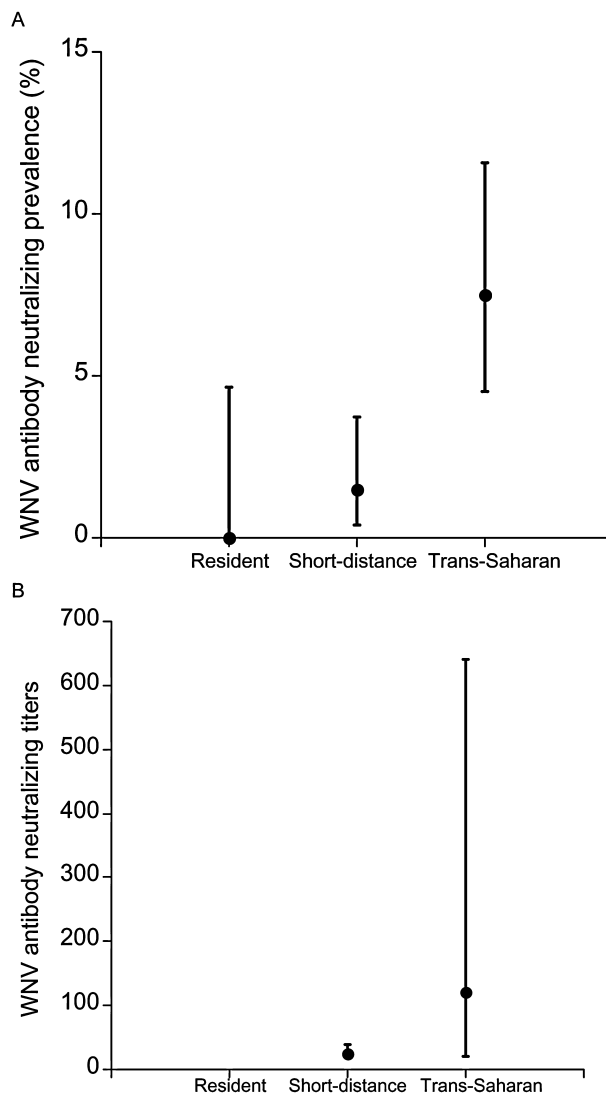 A
WNV antibody neutralizing prevalence (%)
15
10
5
0
Resident Short-distance Trans-Saharan
B
WNV antibody neutralizing titers
700
600
500
400
300
200
100
0
Resident Short-distance Trans-Saharan